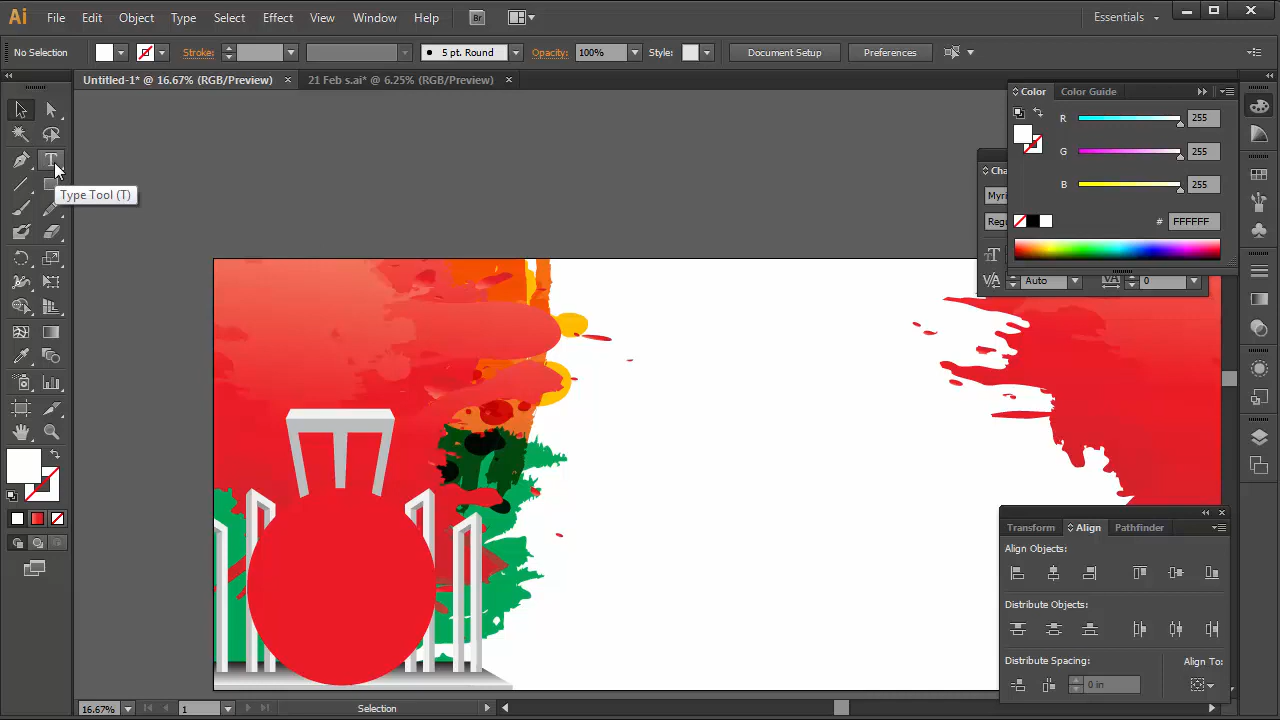 Ai File Edit Object Type Select Effect View Window Help Br Essentials
No Selection Stroke: 5 pt. Round Opacity: 100% Style: Document Setup Preferences
Untitled-1* @ 16.67% (RGB/Preview) × 21 Feb s.ai* @ 6.25% (RGB/Preview) ×
Color Color Guide
R 255
G 255
B 255
# FFFFFF
Type Tool (T)
Auto 0
Transform Align Pathfinder
Align Objects:
Distribute Objects:
Distribute Spacing: Align To:
0 in
16.67% 1 Selection